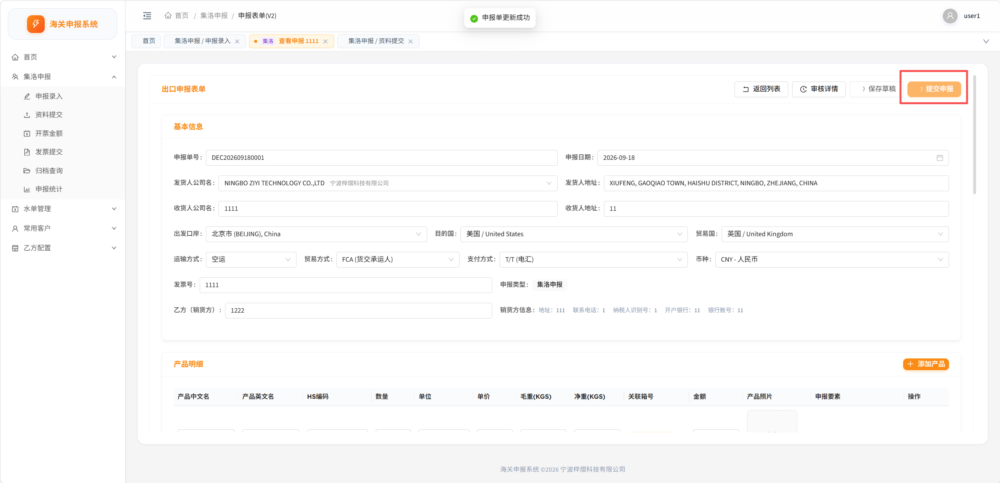 海关申报系统
首页 / 集洛申报 / 申报表单(V2)
申报单更新成功
user1
首页
集洛申报 / 申报录入
集洛 查看申报 1111
集洛申报 / 资料提交
首页
集洛申报
申报录入
资料提交
开票金额
发票提交
归档查询
申报统计
水单管理
常用客户
乙方配置
出口申报表单
返回列表
审核详情
保存草稿
提交申报
基本信息
申报单号: DEC202609180001
申报日期: 2026-09-18
发货人公司名: NINGBO ZIYI TECHNOLOGY CO.,LTD 宁波梓熠科技有限公司
发货人地址: XIUFENG, GAOQIAO TOWN, HAISHU DISTRICT, NINGBO, ZHEJIANG, CHINA
收货人公司名: 1111
收货人地址: 11
出发口岸: 北京市 (BEIJING), China
目的国: 美国 / United States
贸易国: 英国 / United Kingdom
运输方式: 空运
贸易方式: FCA (货交承运人)
支付方式: T/T (电汇)
币种: CNY - 人民币
发票号: 1111
申报类型: 集洛申报
乙方（销货方）: 1222
销货方信息: 地址: 111 联系电话: 1 纳税人识别号: 1 开户银行: 11 银行账号: 11
产品明细
添加产品
产品中文名 产品英文名 HS编码 数量 单位 单价 毛重(KGS) 净重(KGS) 关联箱号 金额 产品照片 申报要素 操作
海关申报系统 ©2026 宁波梓熠科技有限公司